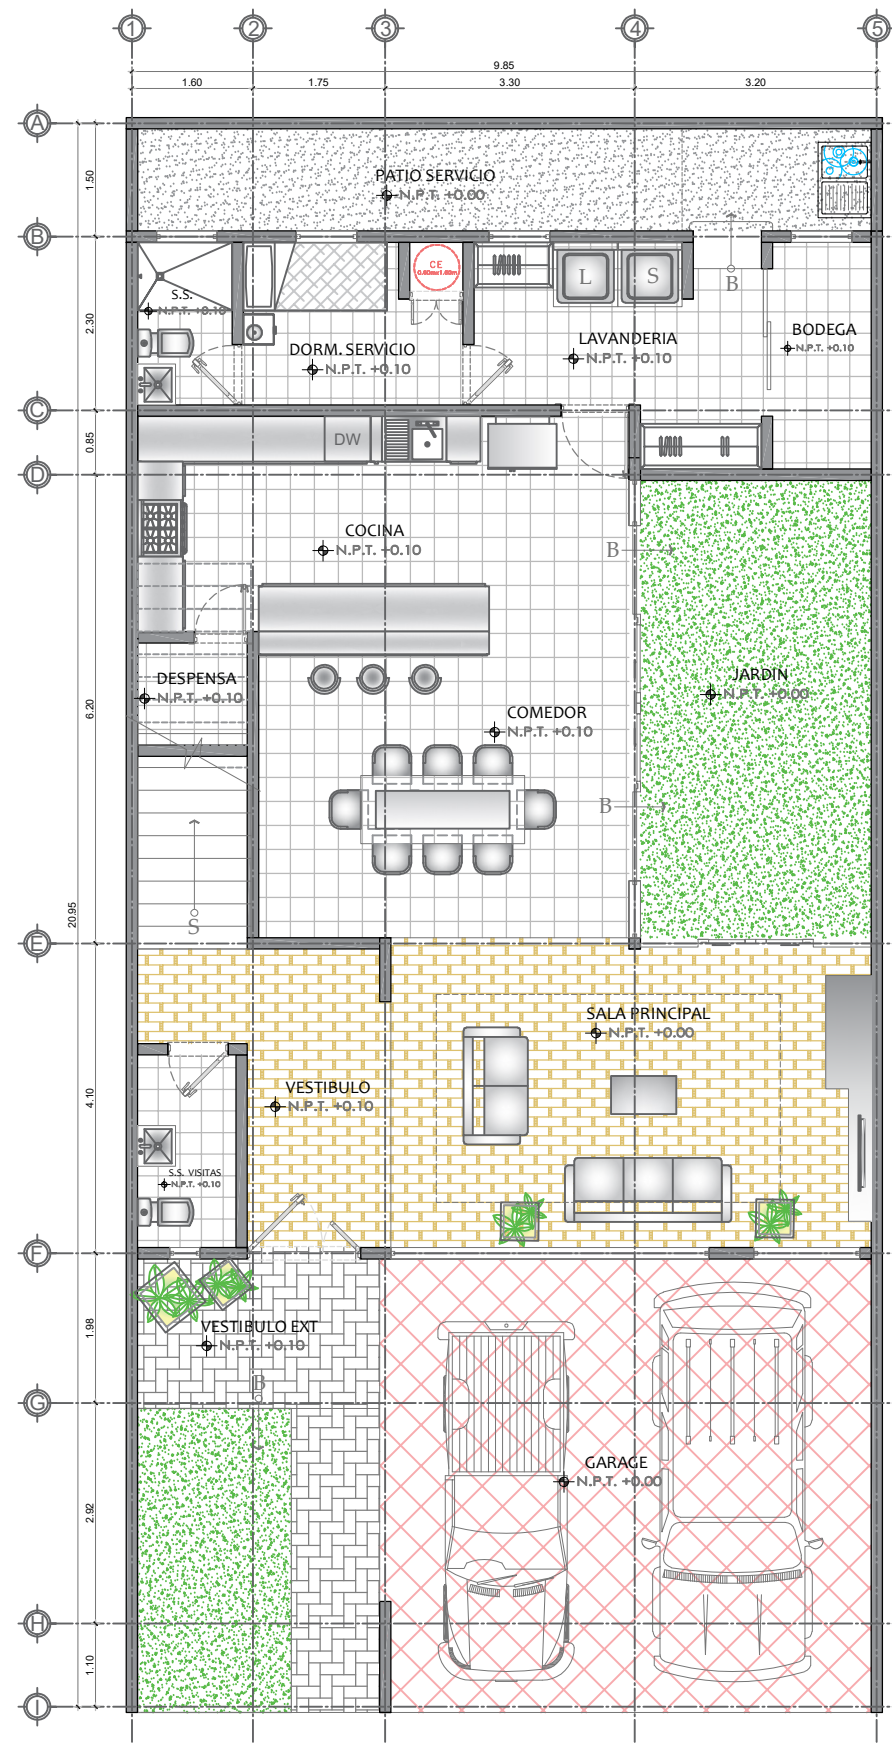 1 2 3 4 5
9.85
1.60 1.75 3.30 3.20
A
1.50
PATIO SERVICIO
N.P.T. +0.00
B
2.30
S.S.
N.P.T. +0.10
CE
0.60mx1.60m
L S
B
DORM. SERVICIO
N.P.T. +0.10
LAVANDERIA
N.P.T. +0.10
BODEGA
N.P.T. +0.10
C
0.85
DW
D
COCINA
N.P.T. +0.10
B
6.20
DESPENSA
N.P.T. +0.10
JARDIN
N.P.T. +0.00
COMEDOR
N.P.T. +0.10
B
20.95
S
E
SALA PRINCIPAL
N.P.T. +0.00
4.10
VESTIBULO
N.P.T. +0.10
S.S. VISITAS
N.P.T. +0.10
F
1.98
VESTIBULO EXT
N.P.T. +0.10
B
G
GARAGE
N.P.T. +0.00
2.92
H
1.10
I